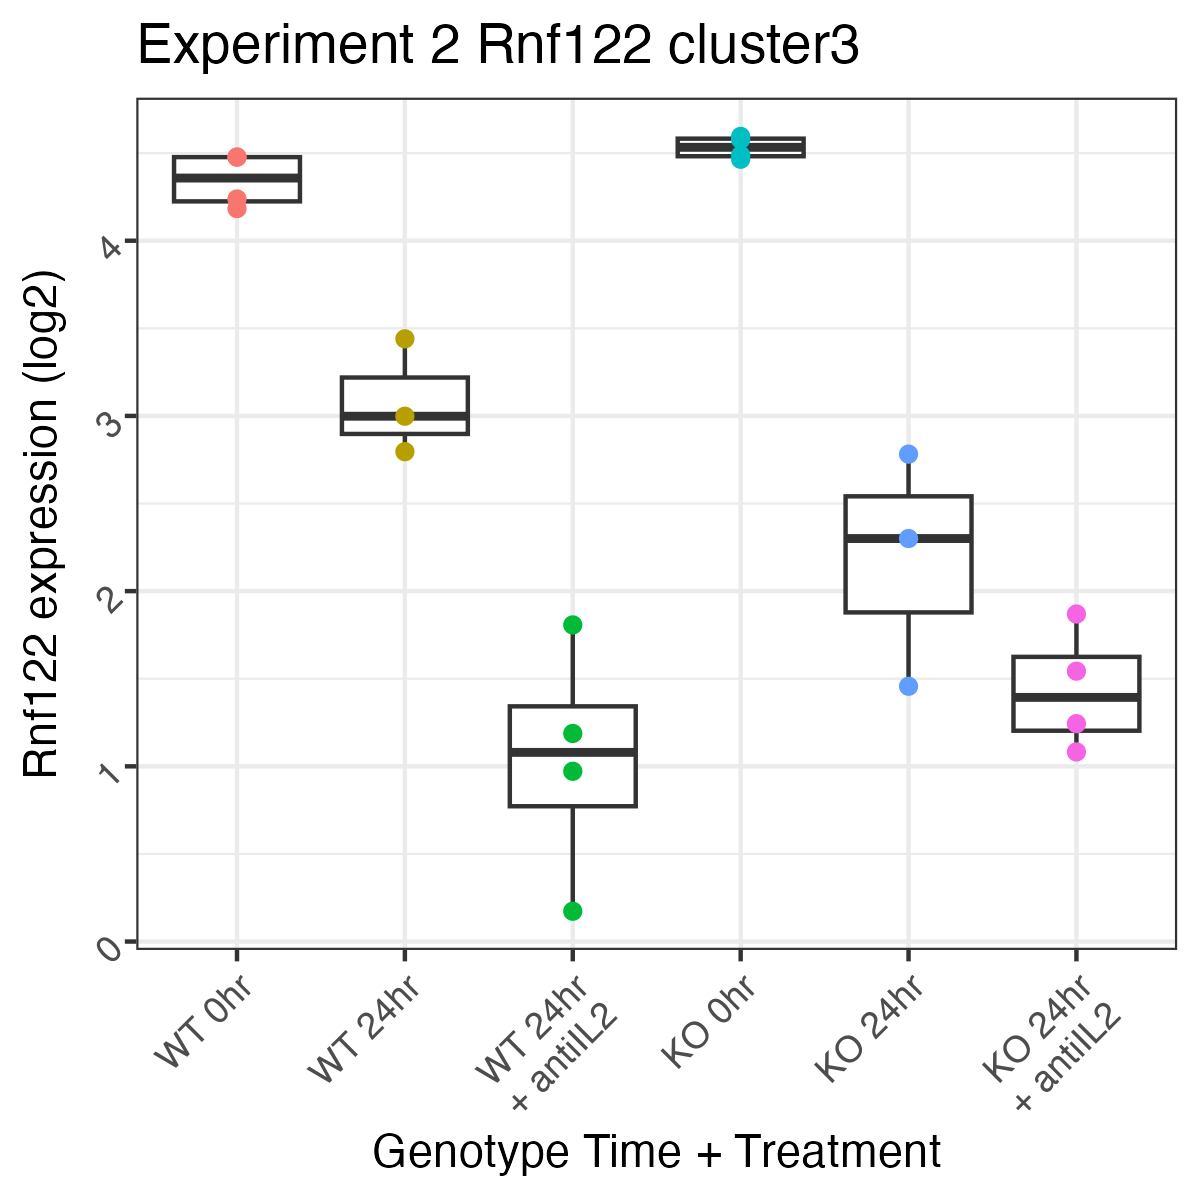 Experiment 2 Rnf122 cluster3
Rnf122 expression (log2)
4
3
2
1
0
WT 0hr
WT 24hr
WT 24hr
+ antiIL2
KO 0hr
KO 24hr
KO 24hr
+ antiIL2
Genotype Time + Treatment